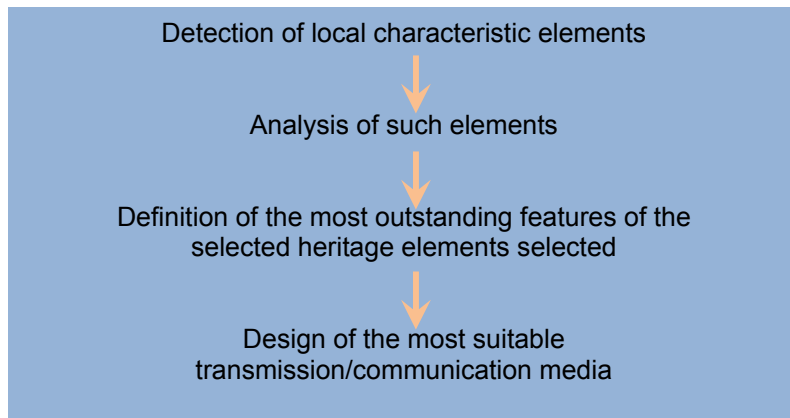 Detection of local characteristic elements
Analysis of such elements
Definition of the most outstanding features of the
selected heritage elements selected
Design of the most suitable
transmission/communication media